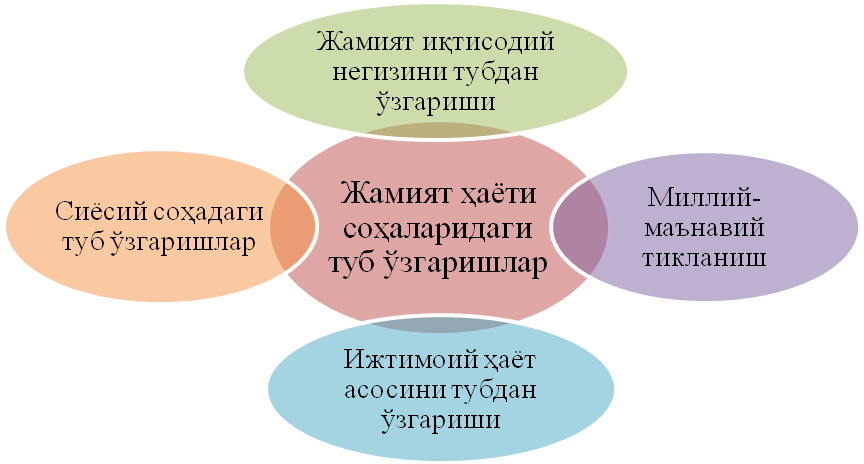 Жамият иқтисодий
негизини тубдан
ўзгариши
Сиёсий соҳадаги
туб ўзгаришлар
Жамият ҳаёти
соҳаларидаги
туб ўзгаришлар
Миллий-
маънавий
тикланиш
Ижтимоий ҳаёт
асосини тубдан
ўзгариши